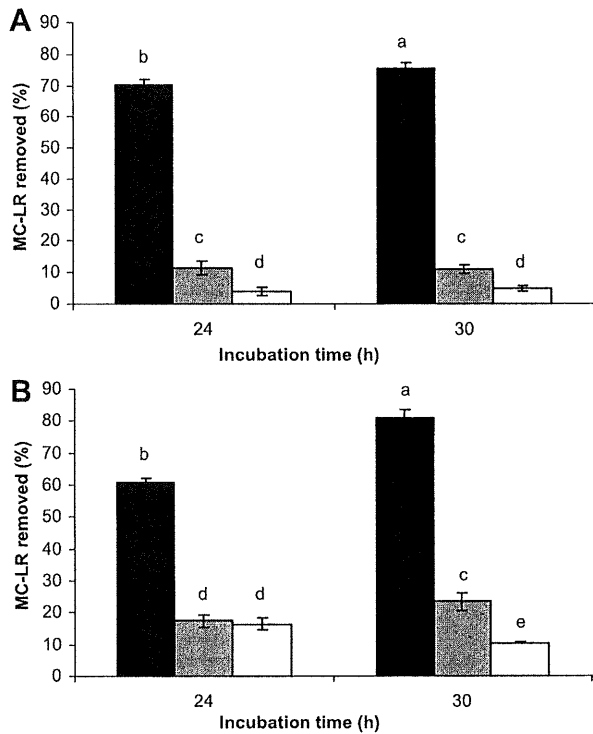 A
MC-LR removed (%)
90
80
70
60
50
40
30
20
10
0
b
c
d
a
c
d
24
30
Incubation time (h)
B
MC-LR removed (%)
90
80
70
60
50
40
30
20
10
0
b
d
d
a
c
e
24
30
Incubation time (h)